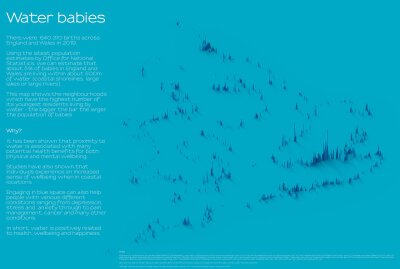 Water babies
There were 640,370 births across
England and Wales in 2019.
Using the latest population
estimates by Office for National
Statistics, we can estimate that
about 5% of babies in England and
Wales are living within about 500m
of water (coastal shorelines, large
lakes or large rivers).
This map shows the neighbourhoods
which have the highest number of
its youngest residents living by
water - the bigger the bar the larger
the population of babies.
Why?
It has been shown that proximity to
water is associated with many
potential health benefits for both
physical and mental wellbeing.
Studies have also shown that
individuals experience an increased
sense of wellbeing when in coastal
locations.
Engaging in blue space can also help
people with various different
conditions ranging from depression,
stress and anxiety through to pain
management, cancer and many other
conditions.
In short, water is positively related
to health, wellbeing and happiness.